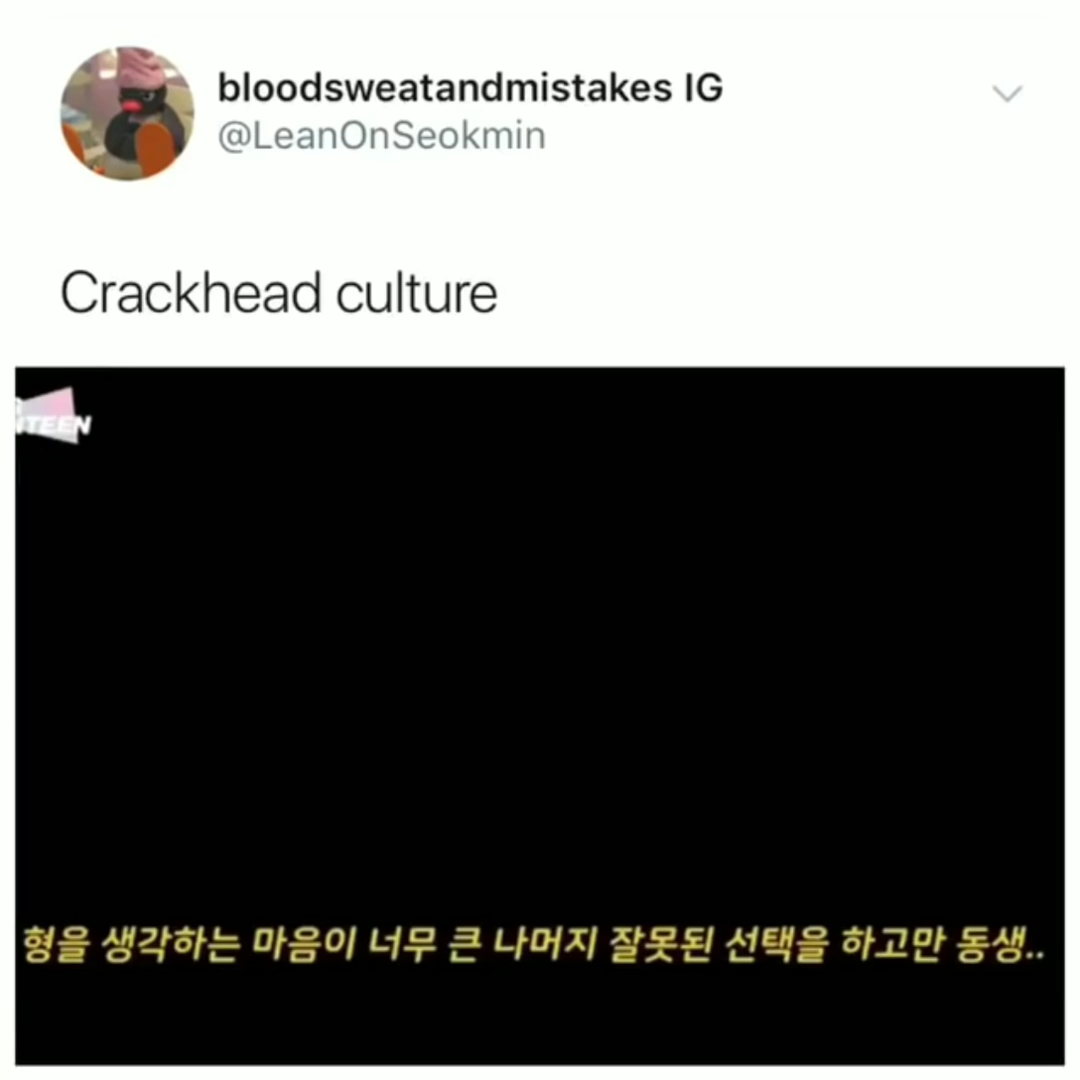 bloodsweatandmistakes IG
@LeanOnSeokmin
Crackhead culture
TEEN
형을 생각하는 마음이 너무 큰 나머지 잘못된 선택을 하고만 동생..